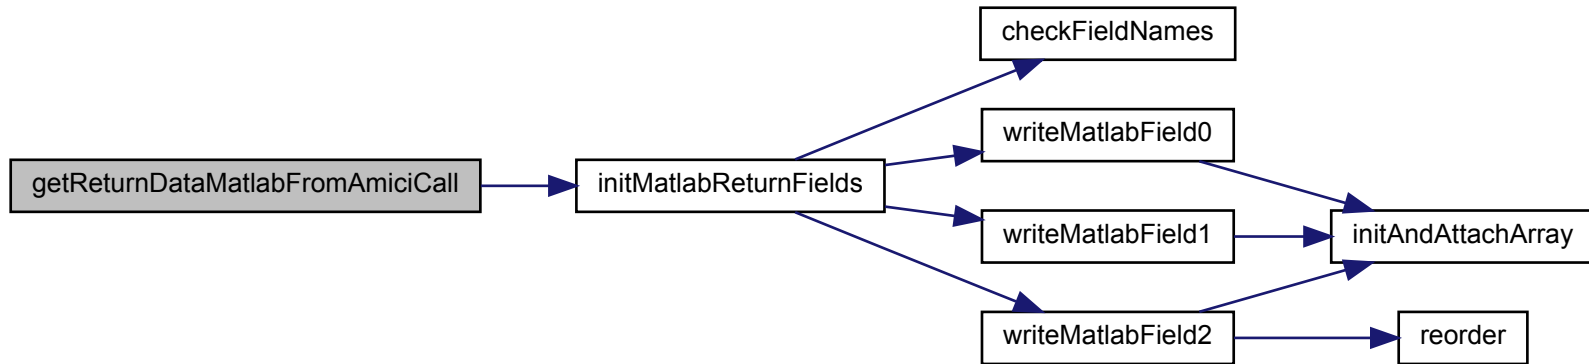 getReturnDataMatlabFromAmiciCall
initMatlabReturnFields
checkFieldNames
writeMatlabField0
writeMatlabField1
writeMatlabField2
initAndAttachArray
reorder